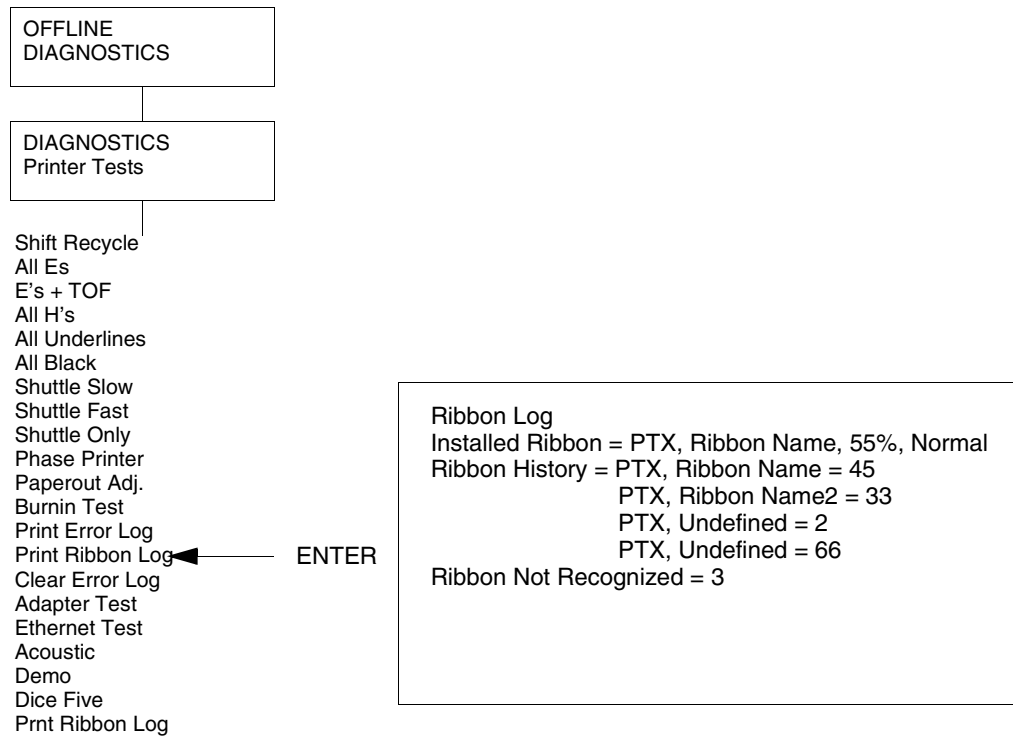 OFFLINE
DIAGNOSTICS
DIAGNOSTICS
Printer Tests
Shift Recycle
All Es
E’s + TOF
All H’s
All Underlines
All Black
Shuttle Slow
Shuttle Fast
Shuttle Only
Phase Printer
Paperout Adj.
Burnin Test
Print Error Log
Print Ribbon Log
Clear Error Log
Adapter Test
Ethernet Test
Acoustic
Demo
Dice Five
Prnt Ribbon Log
ENTER
Ribbon Log
Installed Ribbon = PTX, Ribbon Name, 55%, Normal
Ribbon History = PTX, Ribbon Name = 45
PTX, Ribbon Name2 = 33
PTX, Undefined = 2
PTX, Undefined = 66
Ribbon Not Recognized = 3